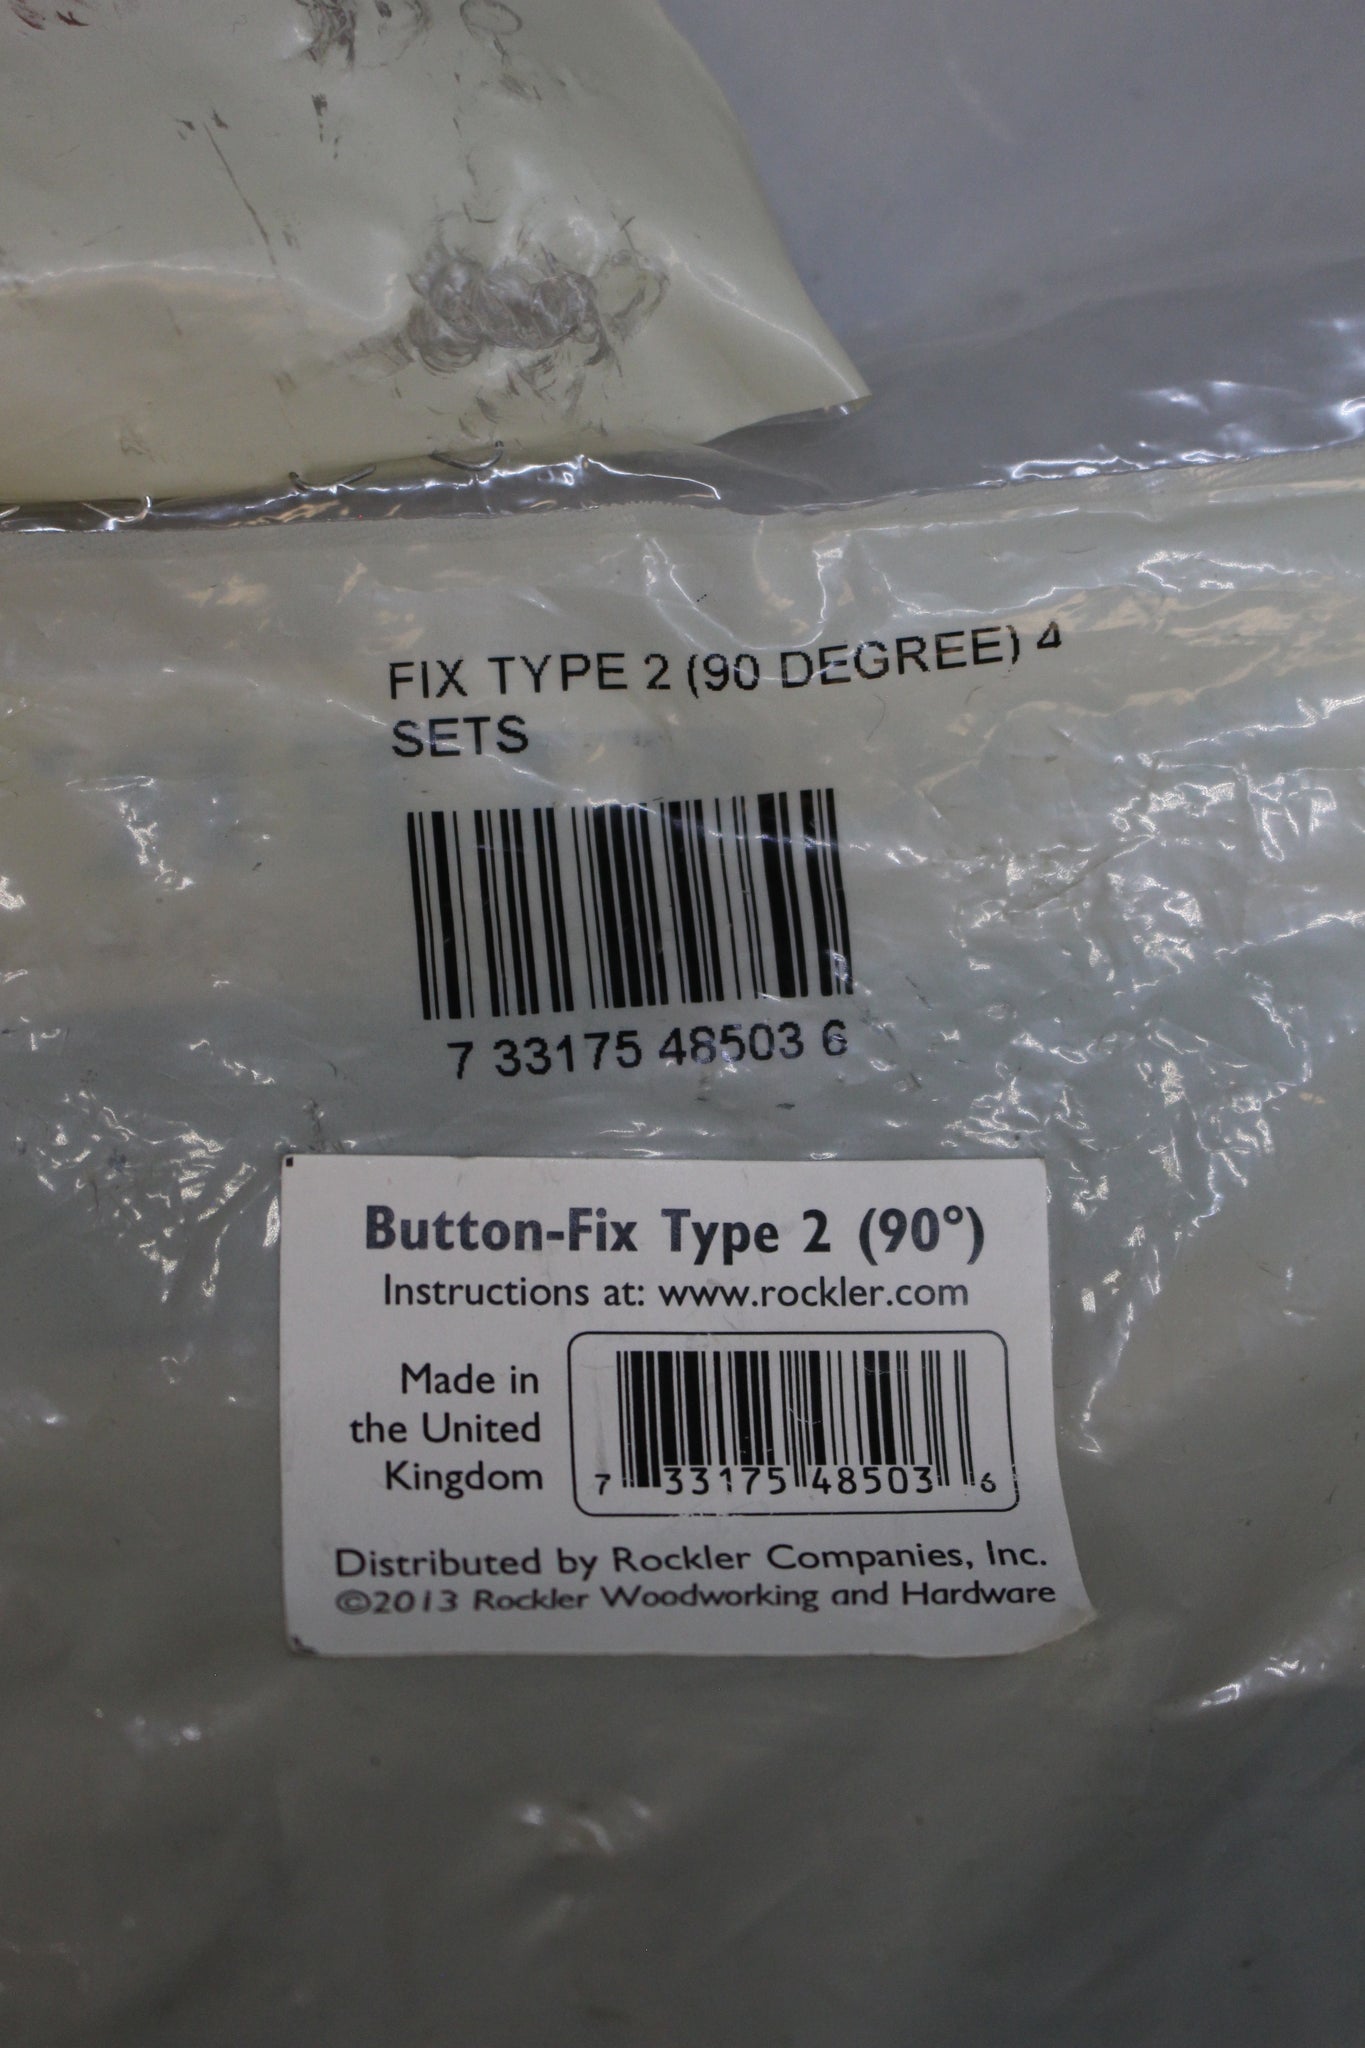 FIX TYPE 2 (90 DEGREE) 4
SETS
7 33175 48503 6
Button-Fix Type 2 (90°)
Instructions at: www.rockler.com
Made in
the United
Kingdom
7 33175 48503 6
Distributed by Rockler Companies, Inc.
©2013 Rockler Woodworking and Hardware